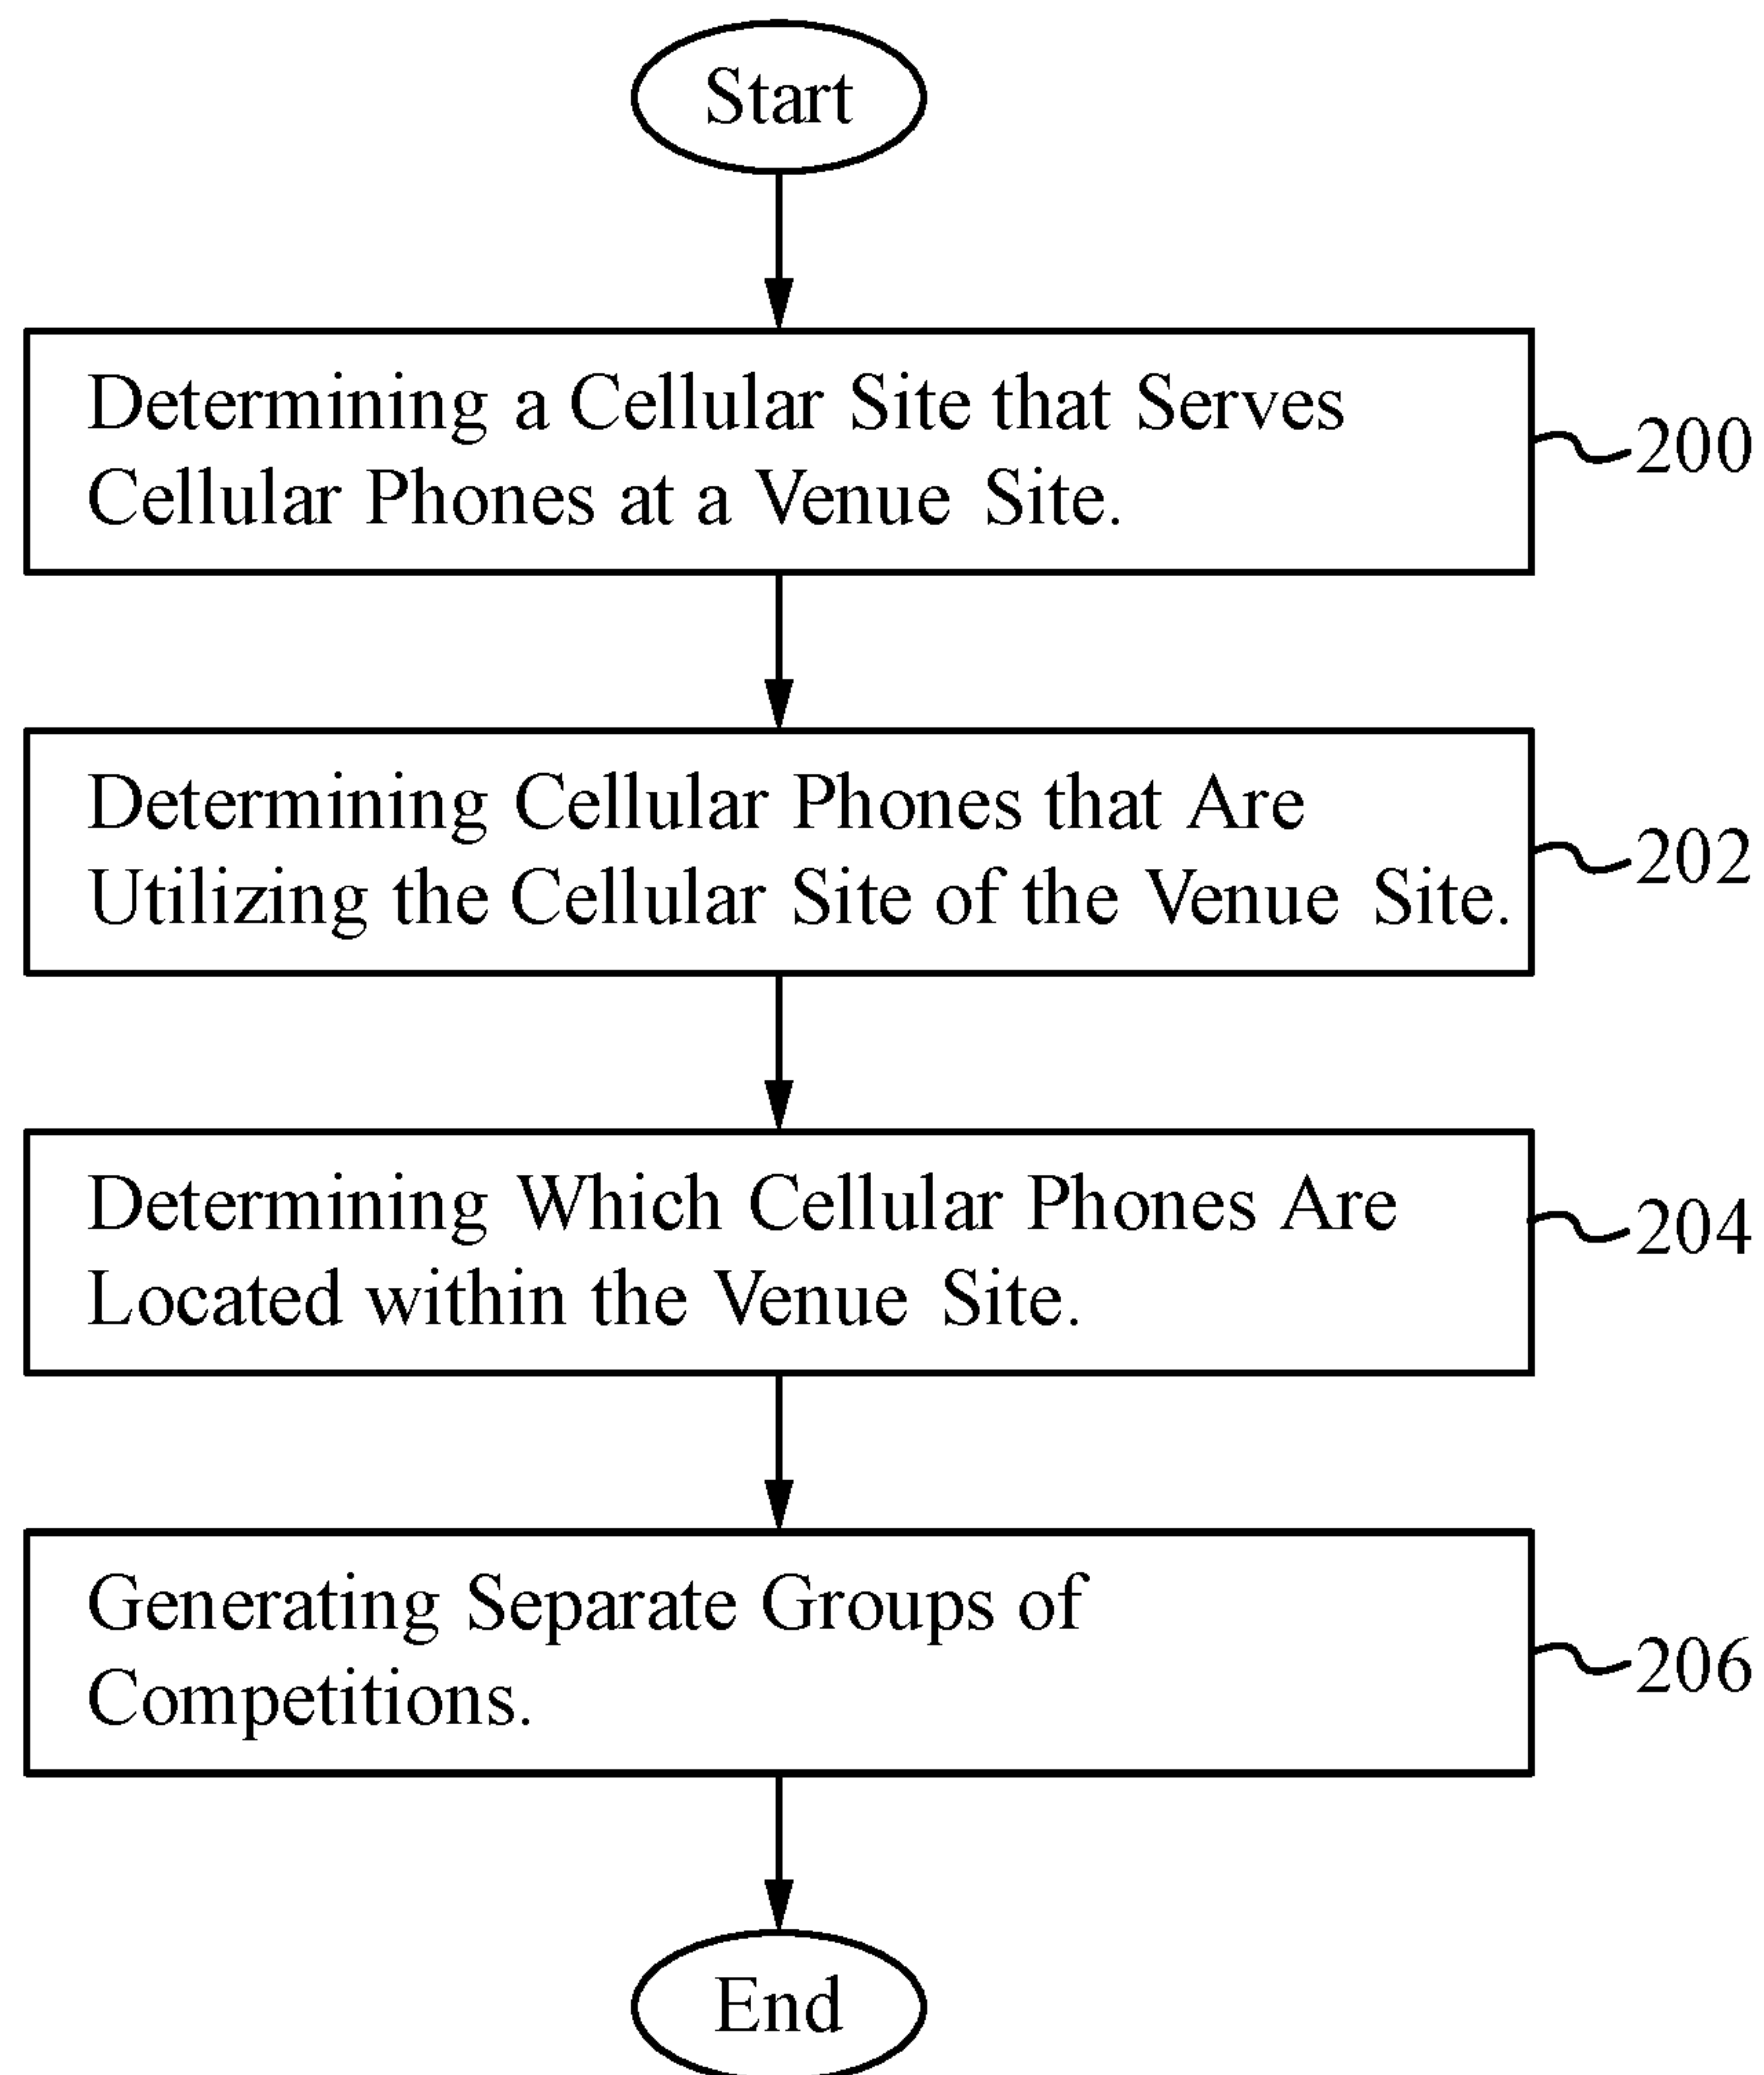 Start
Determining a Cellular Site that Serves
Cellular Phones at a Venue Site.
200
Determining Cellular Phones that Are
Utilizing the Cellular Site of the Venue Site.
202
Determining Which Cellular Phones Are
Located within the Venue Site.
204
Generating Separate Groups of
Competitions.
206
End